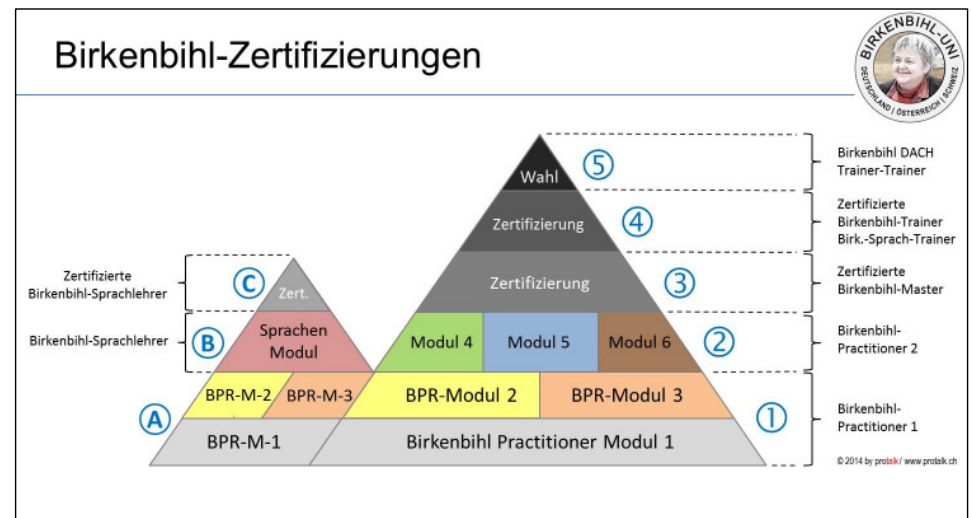 Birkenbihl-Zertifizierungen
BIRKENBIHL-UNI
DEUTSCHLAND | ÖSTERREICH | SCHWEIZ
Wahl
5
Birkenbihl DACH
Trainer-Trainer
Zertifizierung
4
Zertifizierte
Birkenbihl-Trainer
Birk.-Sprach-Trainer
Zertifizierte
Birkenbihl-Sprachlehrer
C
Zert.
Zertifizierung
3
Zertifizierte
Birkenbihl-Master
Birkenbihl-Sprachlehrer
B
Sprachen
Modul
Modul 4
Modul 5
Modul 6
2
Birkenbihl-
Practitioner 2
A
BPR-M-2
BPR-M-3
BPR-Modul 2
BPR-Modul 3
1
Birkenbihl-
Practitioner 1
BPR-M-1
Birkenbihl Practitioner Modul 1
© 2014 by protalk/ www.protalk.ch